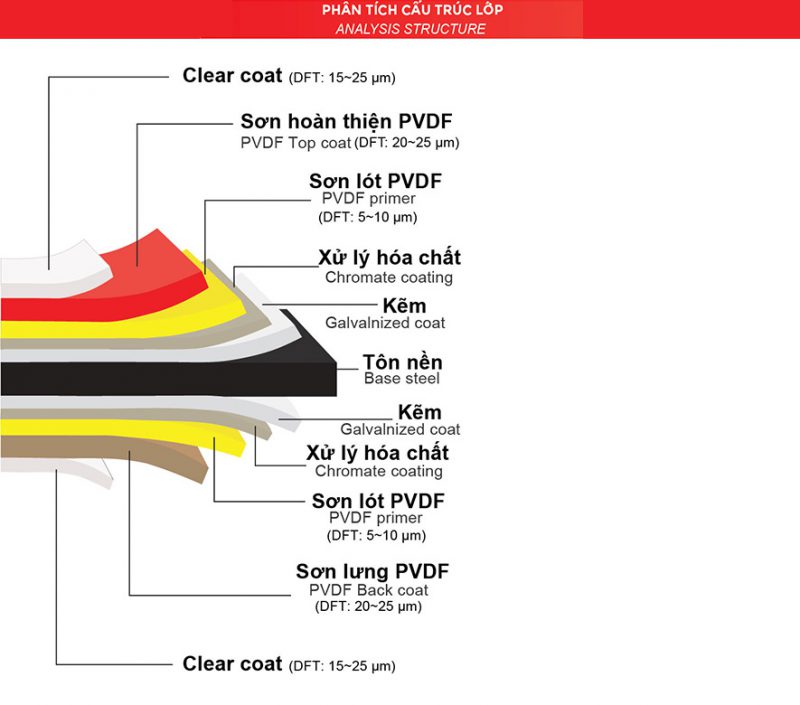 PHÂN TÍCH CẤU TRÚC LỚP
ANALYSIS STRUCTURE
Clear coat (DFT: 15~25 µm)
Sơn hoàn thiện PVDF
PVDF Top coat (DFT: 20~25 µm)
Sơn lót PVDF
PVDF primer
(DFT: 5~10 µm)
Xử lý hóa chất
Chromate coating
Kẽm
Galvalnized coat
Tôn nền
Base steel
Kẽm
Galvalnized coat
Xử lý hóa chất
Chromate coating
Sơn lót PVDF
PVDF primer
(DFT: 5~10 µm)
Sơn lưng PVDF
PVDF Back coat
(DFT: 20~25 µm)
Clear coat (DFT: 15~25 µm)